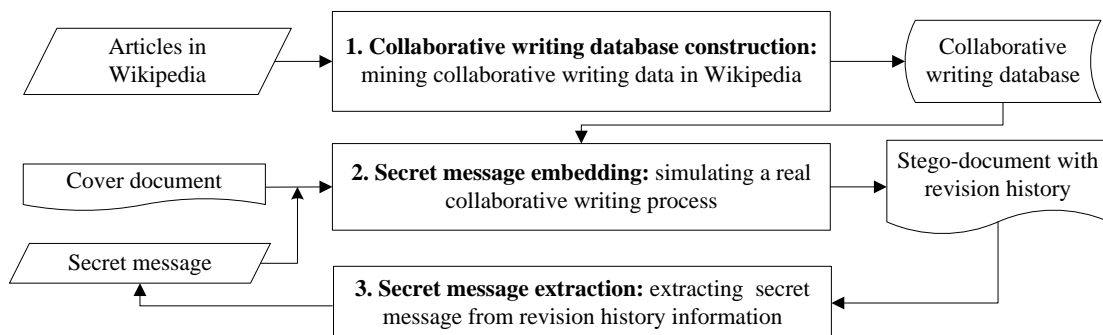 Articles in
Wikipedia
1. Collaborative writing database construction:
mining collaborative writing data in Wikipedia
Collaborative
writing database
Cover document
2. Secret message embedding: simulating a real
collaborative writing process
Stego-document with
revision history
Secret message
3. Secret message extraction: extracting secret
message from revision history information